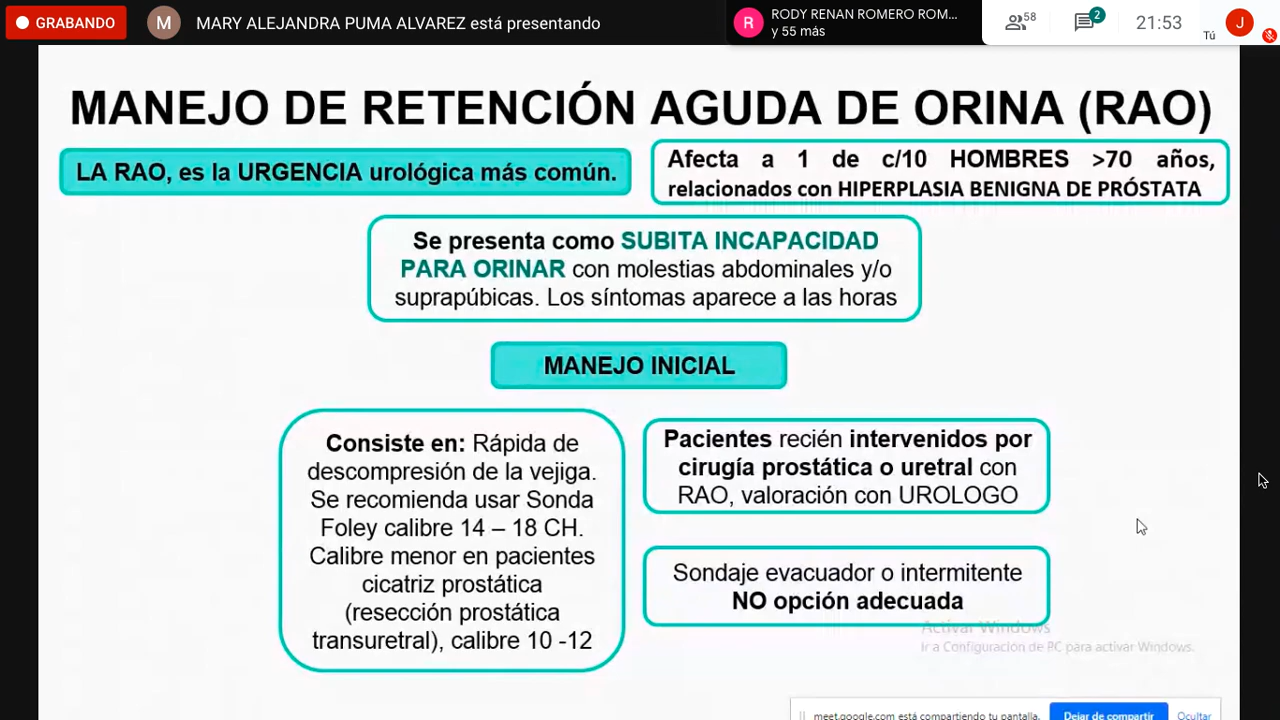 GRABANDO
M
MARY ALEJANDRA PUMA ALVAREZ está presentando
R
RODY RENAN ROMERO ROM...
y 55 más
58
2
21:53
Tú
J
MANEJO DE RETENCIÓN AGUDA DE ORINA (RAO)
LA RAO, es la URGENCIA urológica más común.
Afecta a 1 de c/10 HOMBRES >70 años,
relacionados con HIPERPLASIA BENIGNA DE PRÓSTATA
Se presenta como SUBITA INCAPACIDAD
PARA ORINAR con molestias abdominales y/o
suprapúbicas. Los síntomas aparece a las horas
MANEJO INICIAL
Consiste en: Rápida de
descompresión de la vejiga.
Se recomienda usar Sonda
Foley calibre 14 – 18 CH.
Calibre menor en pacientes
cicatriz prostática
(resección prostática
transuretral), calibre 10 -12
Pacientes recién intervenidos por
cirugía prostática o uretral con
RAO, valoración con UROLOGO
Sondaje evacuador o intermitente
NO opción adecuada
Activar Windows
Ir a Configuración de PC para activar Windows.
meet.google.com está compartiendo tu pantalla.
Dejar de compartir
Ocultar